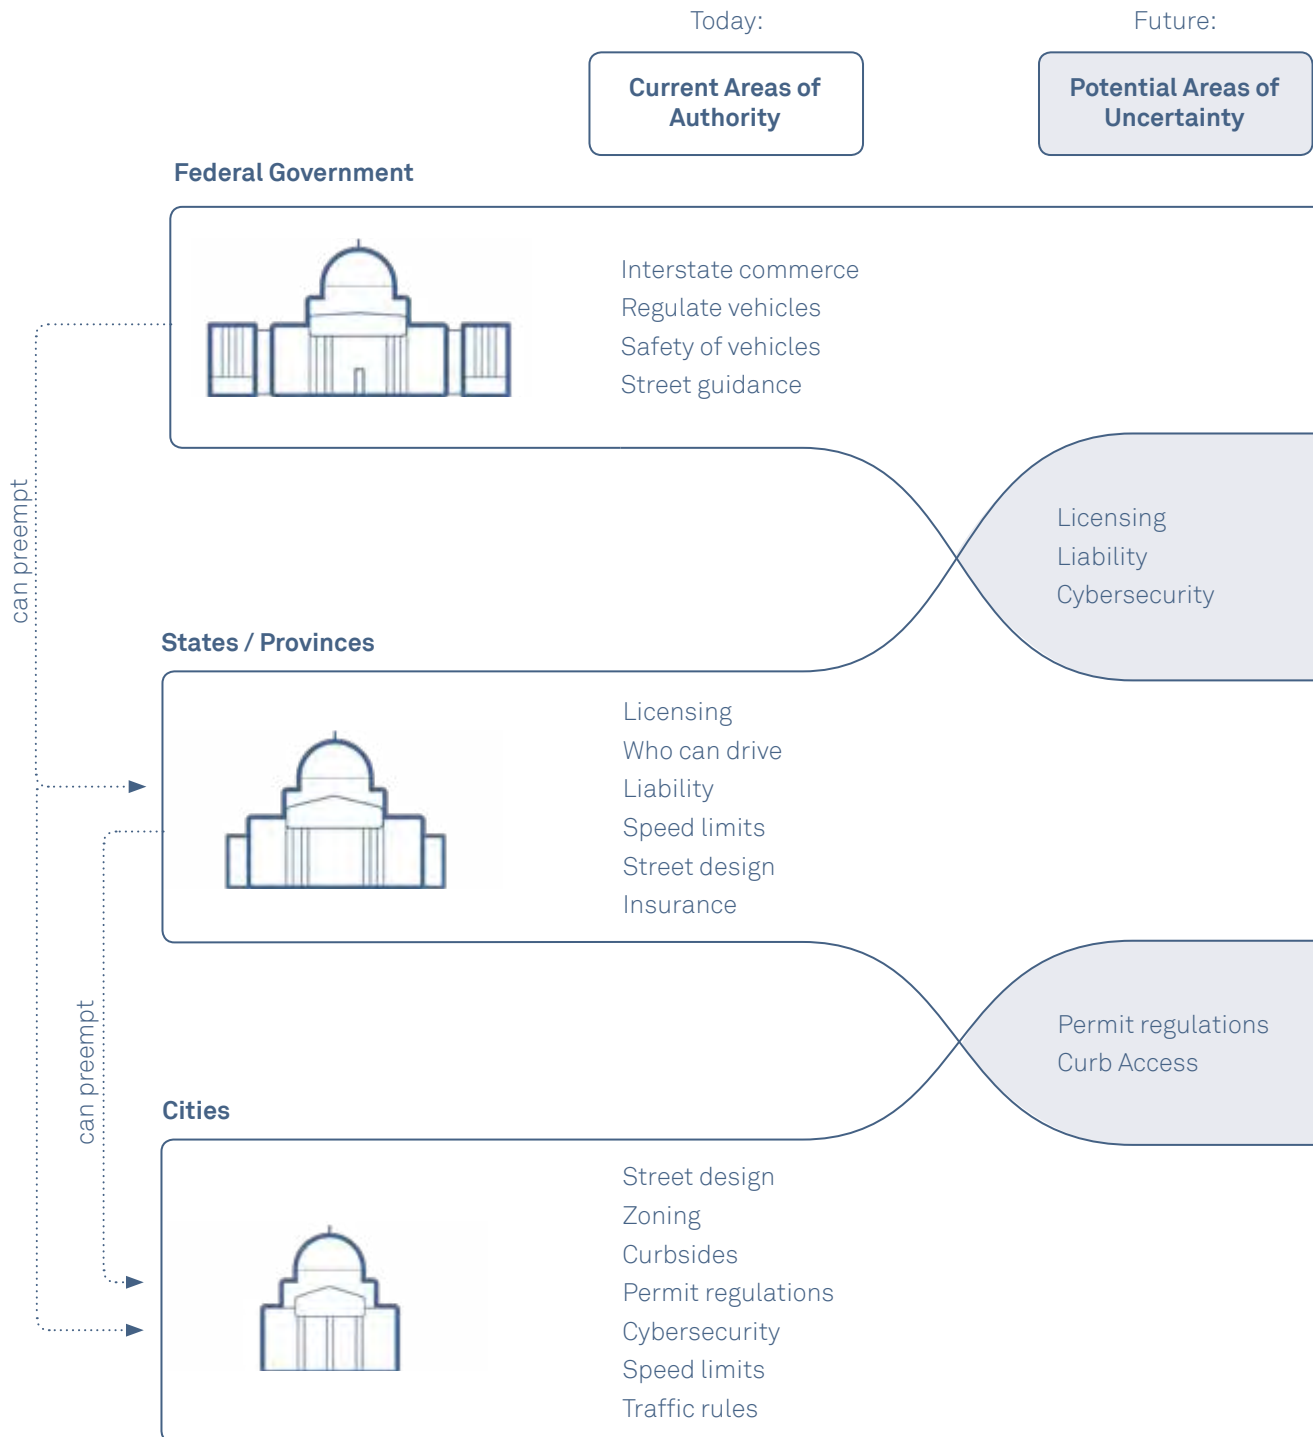 Today:
Future:
Current Areas of
Authority
Potential Areas of
Uncertainty
Federal Government
Interstate commerce
Regulate vehicles
Safety of vehicles
Street guidance
can preempt
Licensing
Liability
Cybersecurity
States / Provinces
Licensing
Who can drive
Liability
Speed limits
Street design
Insurance
can preempt
Permit regulations
Curb Access
Cities
Street design
Zoning
Curbsides
Permit regulations
Cybersecurity
Speed limits
Traffic rules